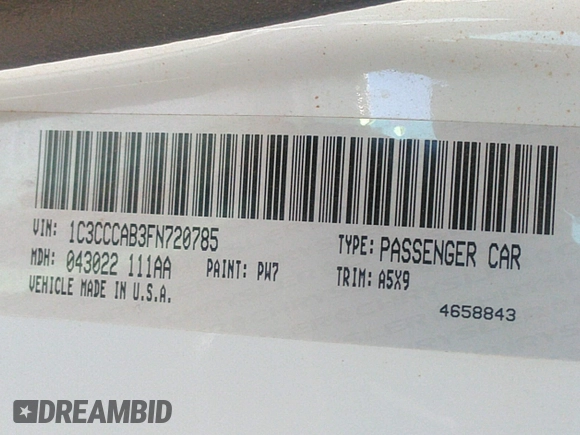 VIN: 1C3CCCAB3FN720785
TYPE: PASSENGER CAR
MDH: 043022 111AA
PAINT: PW7
TRIM: A5X9
VEHICLE MADE IN U.S.A.
4658843
DREAMBID